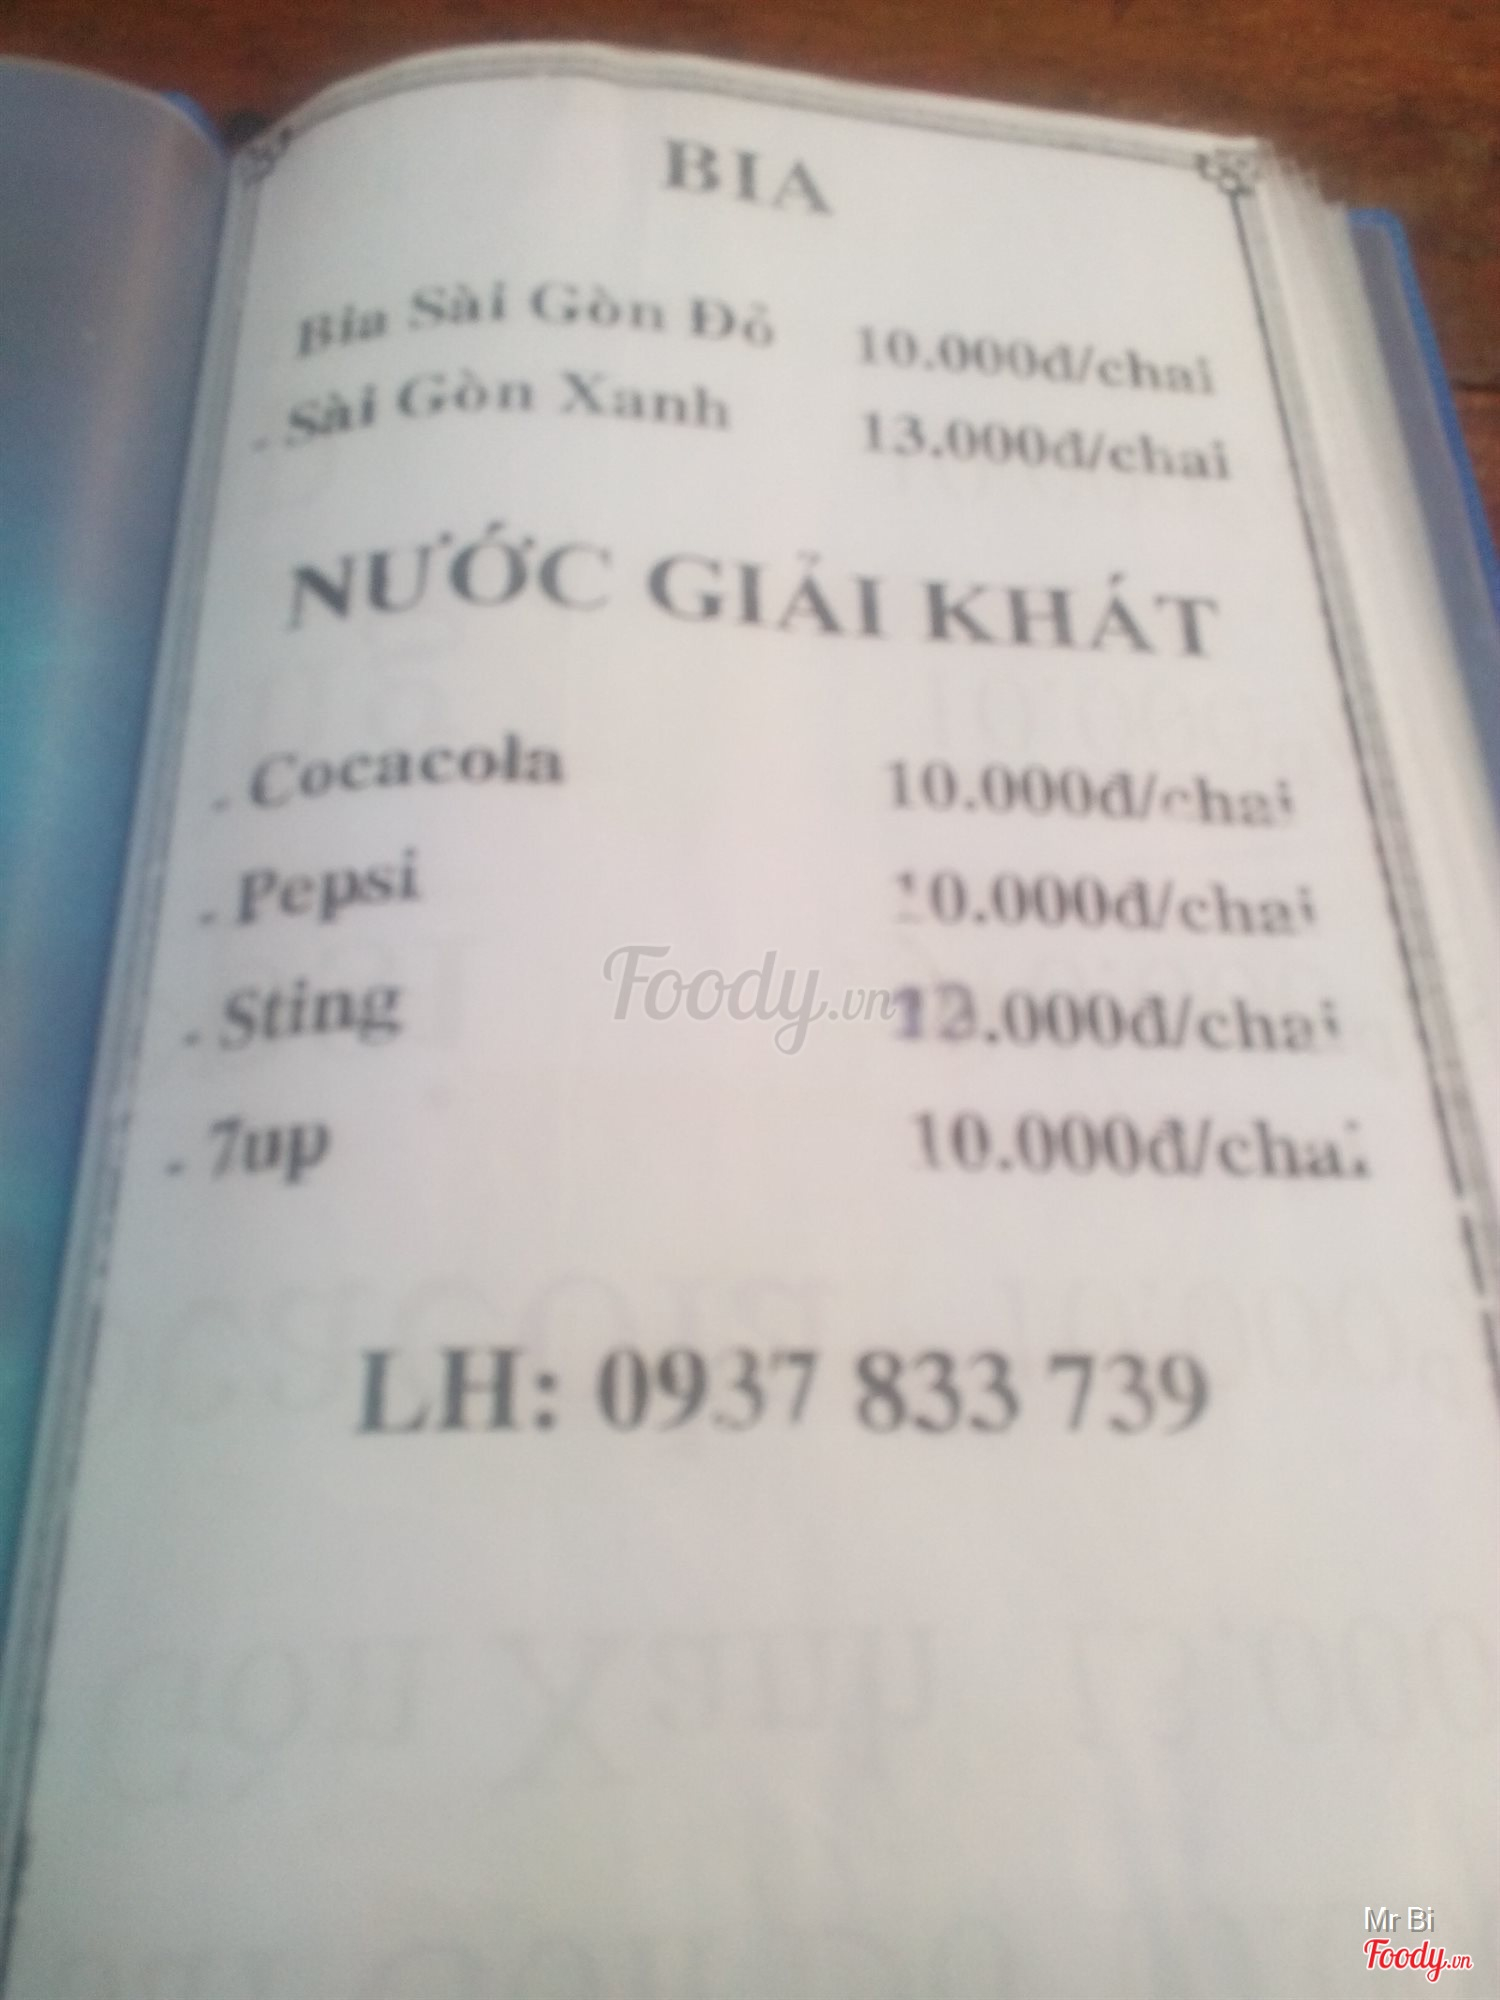 BIA
Bia Sài Gòn Đỏ 10.000đ/chai
- Sài Gòn Xanh 13.000đ/chai
NƯỚC GIẢI KHÁT
- Cocacola 10.000đ/chai
- Pepsi 10.000đ/chai
- Sting 12.000đ/chai
- 7up 10.000đ/chai
Foody.vn
LH: 0937 833 739
Mr Bi
Foody.vn